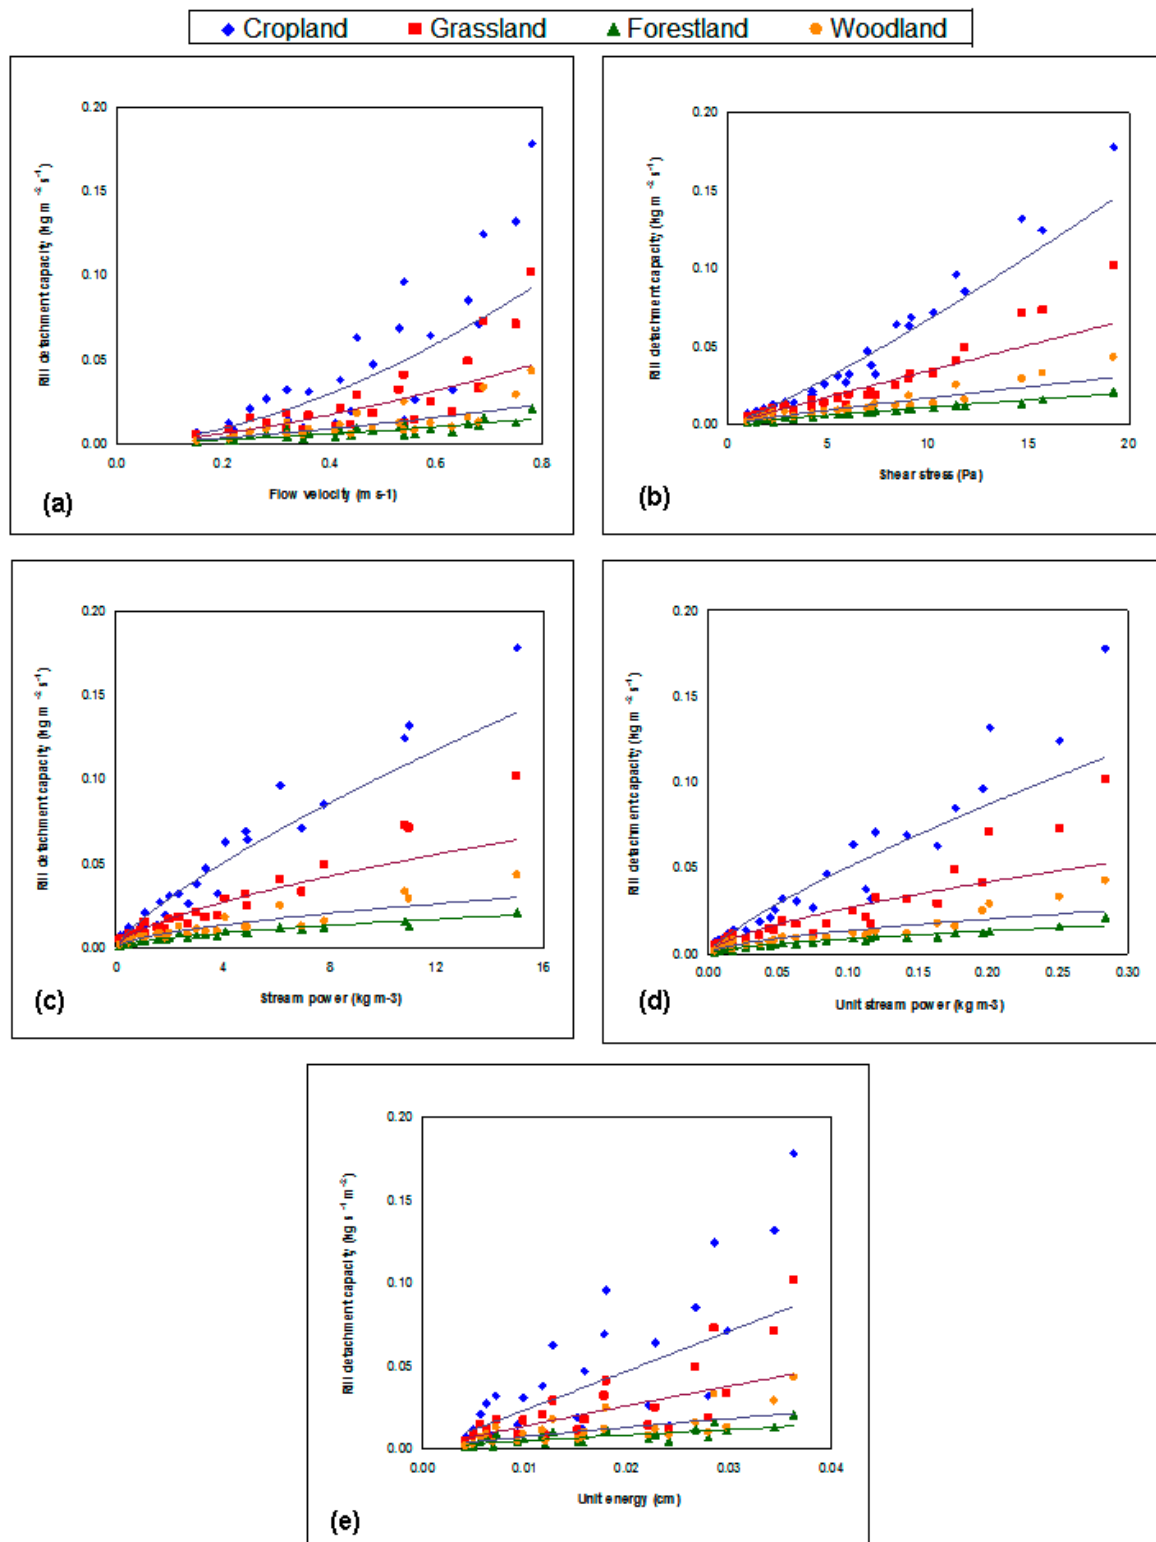 Cropland Grassland Forestland Woodland
Rill detachment capacity (kg m⁻² s⁻¹)
0.20
0.15
0.10
0.05
0.00
0.0 0.2 0.4 0.6 0.8
Flow velocity (m s-1)
(a)
Rill detachment capacity (kg m⁻² s⁻¹)
0.20
0.15
0.10
0.05
0.00
0 5 10 15 20
Shear stress (Pa)
(b)
Rill detachment capacity (kg m⁻² s⁻¹)
0.20
0.15
0.10
0.05
0.00
0 4 8 12 16
Stream power (kg m-3)
(c)
Rill detachment capacity (kg m⁻² s⁻¹)
0.20
0.15
0.10
0.05
0.00
0.00 0.05 0.10 0.15 0.20 0.25 0.30
Unit stream power (kg m-3)
(d)
Rill detachment capacity (kg s⁻¹ m⁻²)
0.20
0.15
0.10
0.05
0.00
0.00 0.01 0.02 0.03 0.04
Unit energy (cm)
(e)